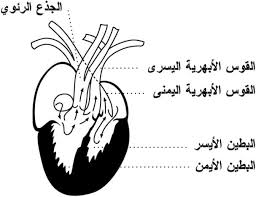 الجذع الرئوي
القوس الأبهرية اليسرى
القوس الأبهرية اليمنى
البطين الأيسر
البطين الأيمن